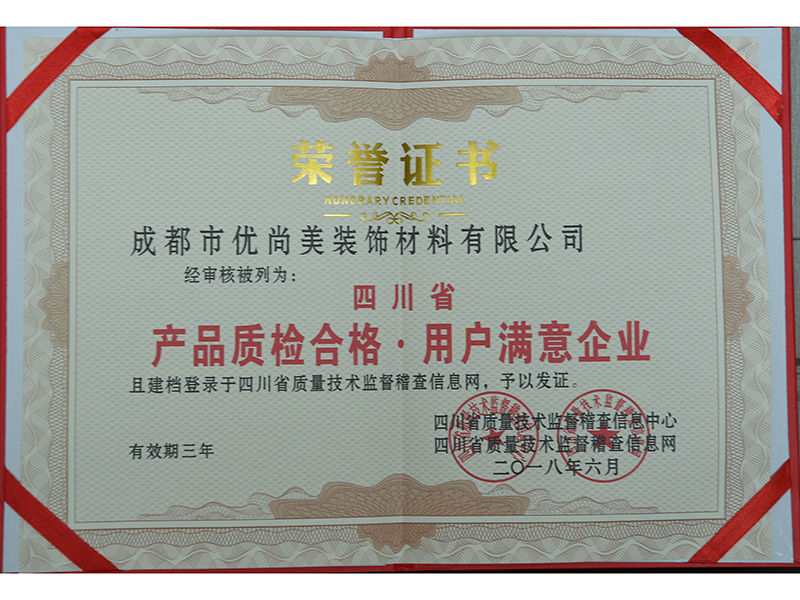 荣誉证书
HONORARY CREDENTIAL
成都市优尚美装饰材料有限公司
经审核被列为：
四川省
产品质检合格·用户满意企业
且建档登录于四川省质量技术监督稽查信息网，予以发证。
四川省质量技术监督稽查信息中心
有效期三年
四川省质量技术监督稽查信息网
二〇一八年六月